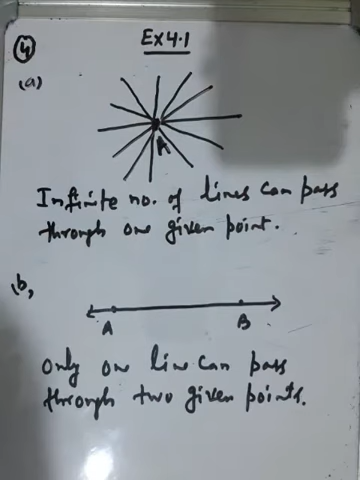 Ex 4.1
4
(a)
A
Infinite no. of lines can pass
through one given point.
b,
A B
Only one line can pass
through two given points.